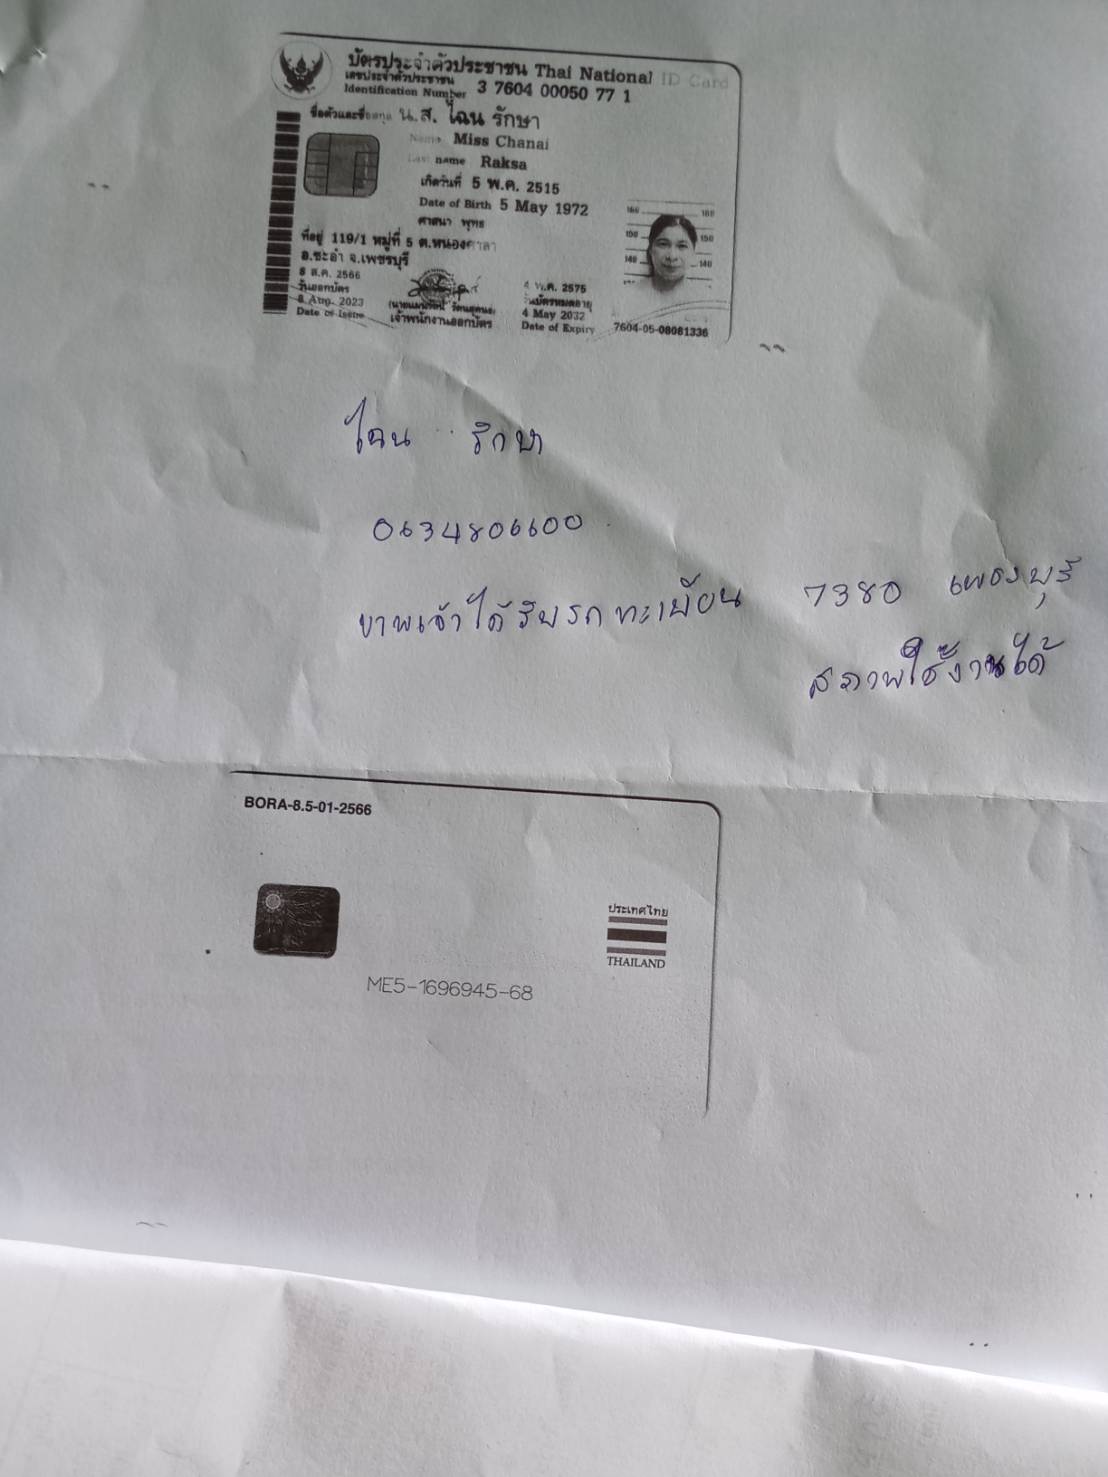 บัตรประจำตัวประชาชน Thai National ID Card
เลขประจำตัวประชาชน
Identification Number 3 7604 00050 77 1
ชื่อตัวและชื่อสกุล น.ส. ไฉน รักษา
Name Miss Chanai
Last name Raksa
เกิดวันที่ 5 พ.ค. 2515
Date of Birth 5 May 1972
ศาสนา พุทธ
ที่อยู่ 119/1 หมู่ที่ 5 ต.หนองศาลา
อ.ชะอำ จ.เพชรบุรี
8 ส.ค. 2566
วันออกบัตร
8 Aug. 2023
Date of Issue
เจ้าพนักงานออกบัตร
4 พ.ค. 2575
วันบัตรหมดอายุ
4 May 2032
Date of Expiry
160 160
150 150
140 140
7604-05-08081336
ไฉน รักษา
0634806600
ขาพเจ้าได้รับรถทะเบียน 7380 เพชรบุรี
สภาพใช้งานได้
BORA-8.5-01-2566
ประเทศไทย
THAILAND
ME5-1696945-68